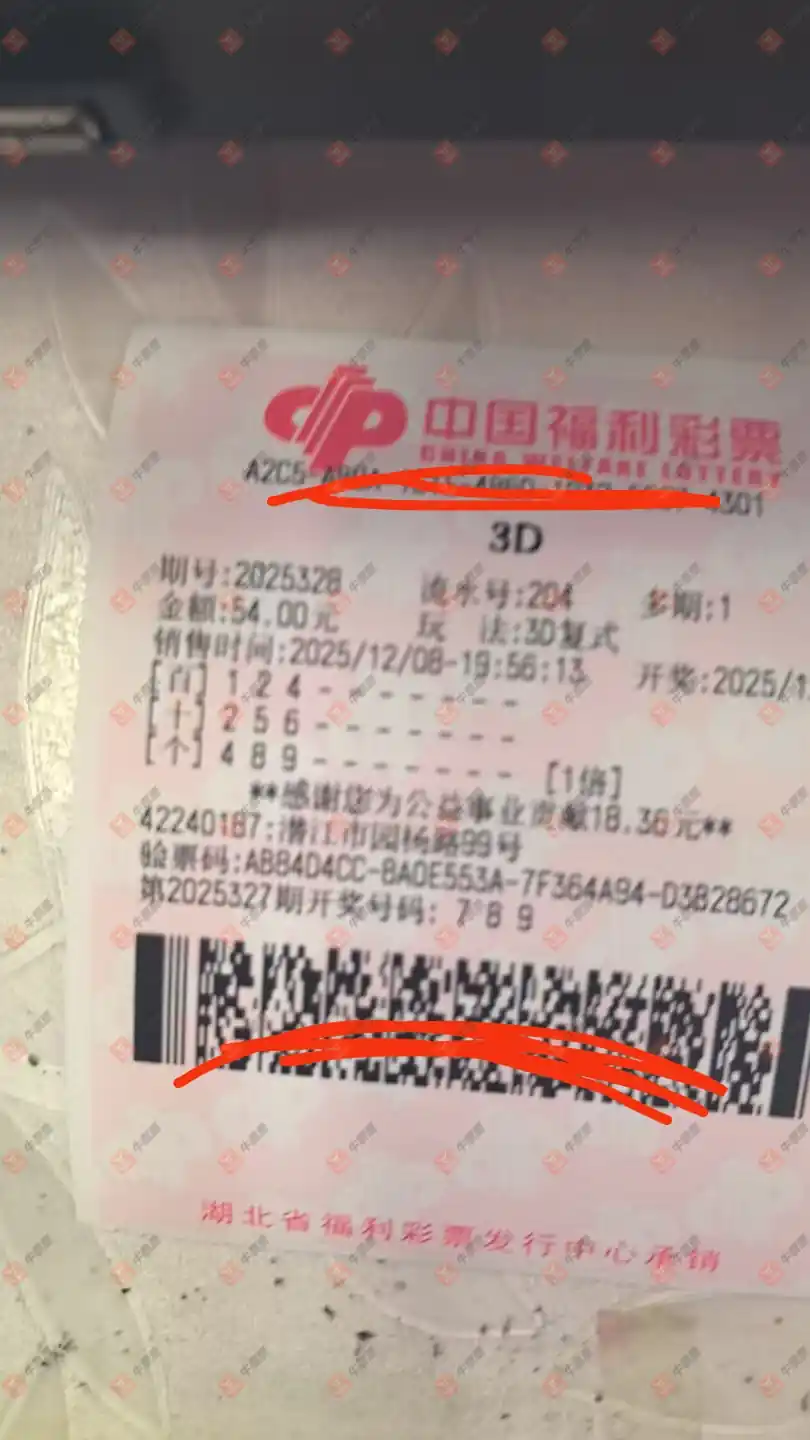 中国福利彩票
CHINA WELFARE LOTTERY
3D
期号:2025328 流水号:204 多期:1
金额:54.00元 玩 法:3D复式
销售时间:2025/12/08-19:56:13 开奖:2025/1
[百] 1 2 4 - - - - - - -
[十] 2 5 6 - - - - - - -
[个] 4 8 9 - - - - - - - [1倍]
**感谢您为公益事业贡献18.36元**
42240187:潜江市园杨路99号
验票码:AB84D4CC-8A0E553A-7F364A94-D3B28672
第2025327期开奖号码: 7 8 9
湖北省福利彩票发行中心承销